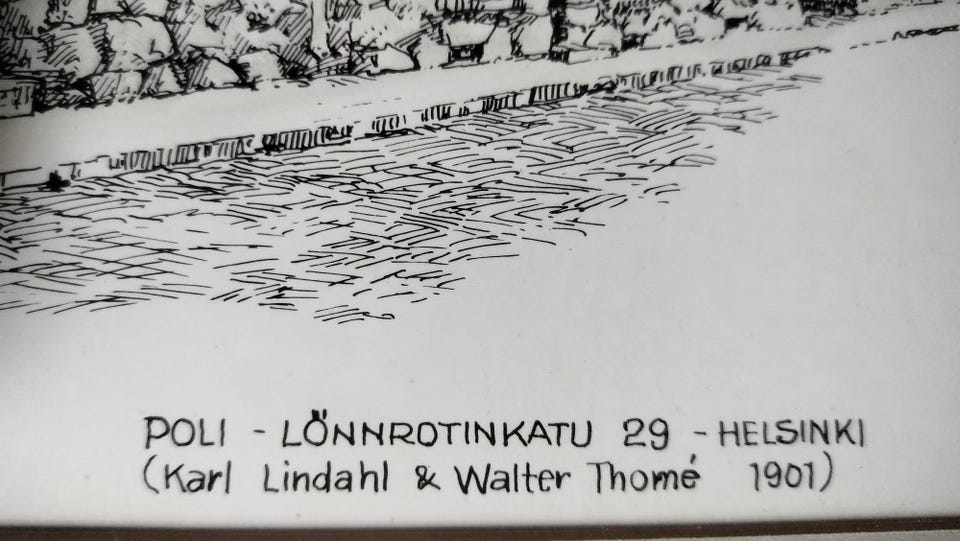 POLI - LÖNNROTINKATU 29 - HELSINKI
(Karl Lindahl & Walter Thomé 1901)